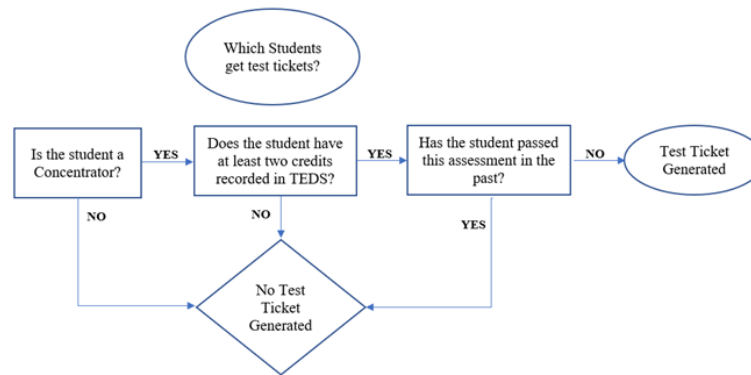 Which Students
get test tickets?
Is the student a
Concentrator?
YES
Does the student have
at least two credits
recorded in TEDS?
YES
Has the student passed
this assessment in the
past?
NO
Test Ticket
Generated
NO
NO
YES
No Test
Ticket
Generated